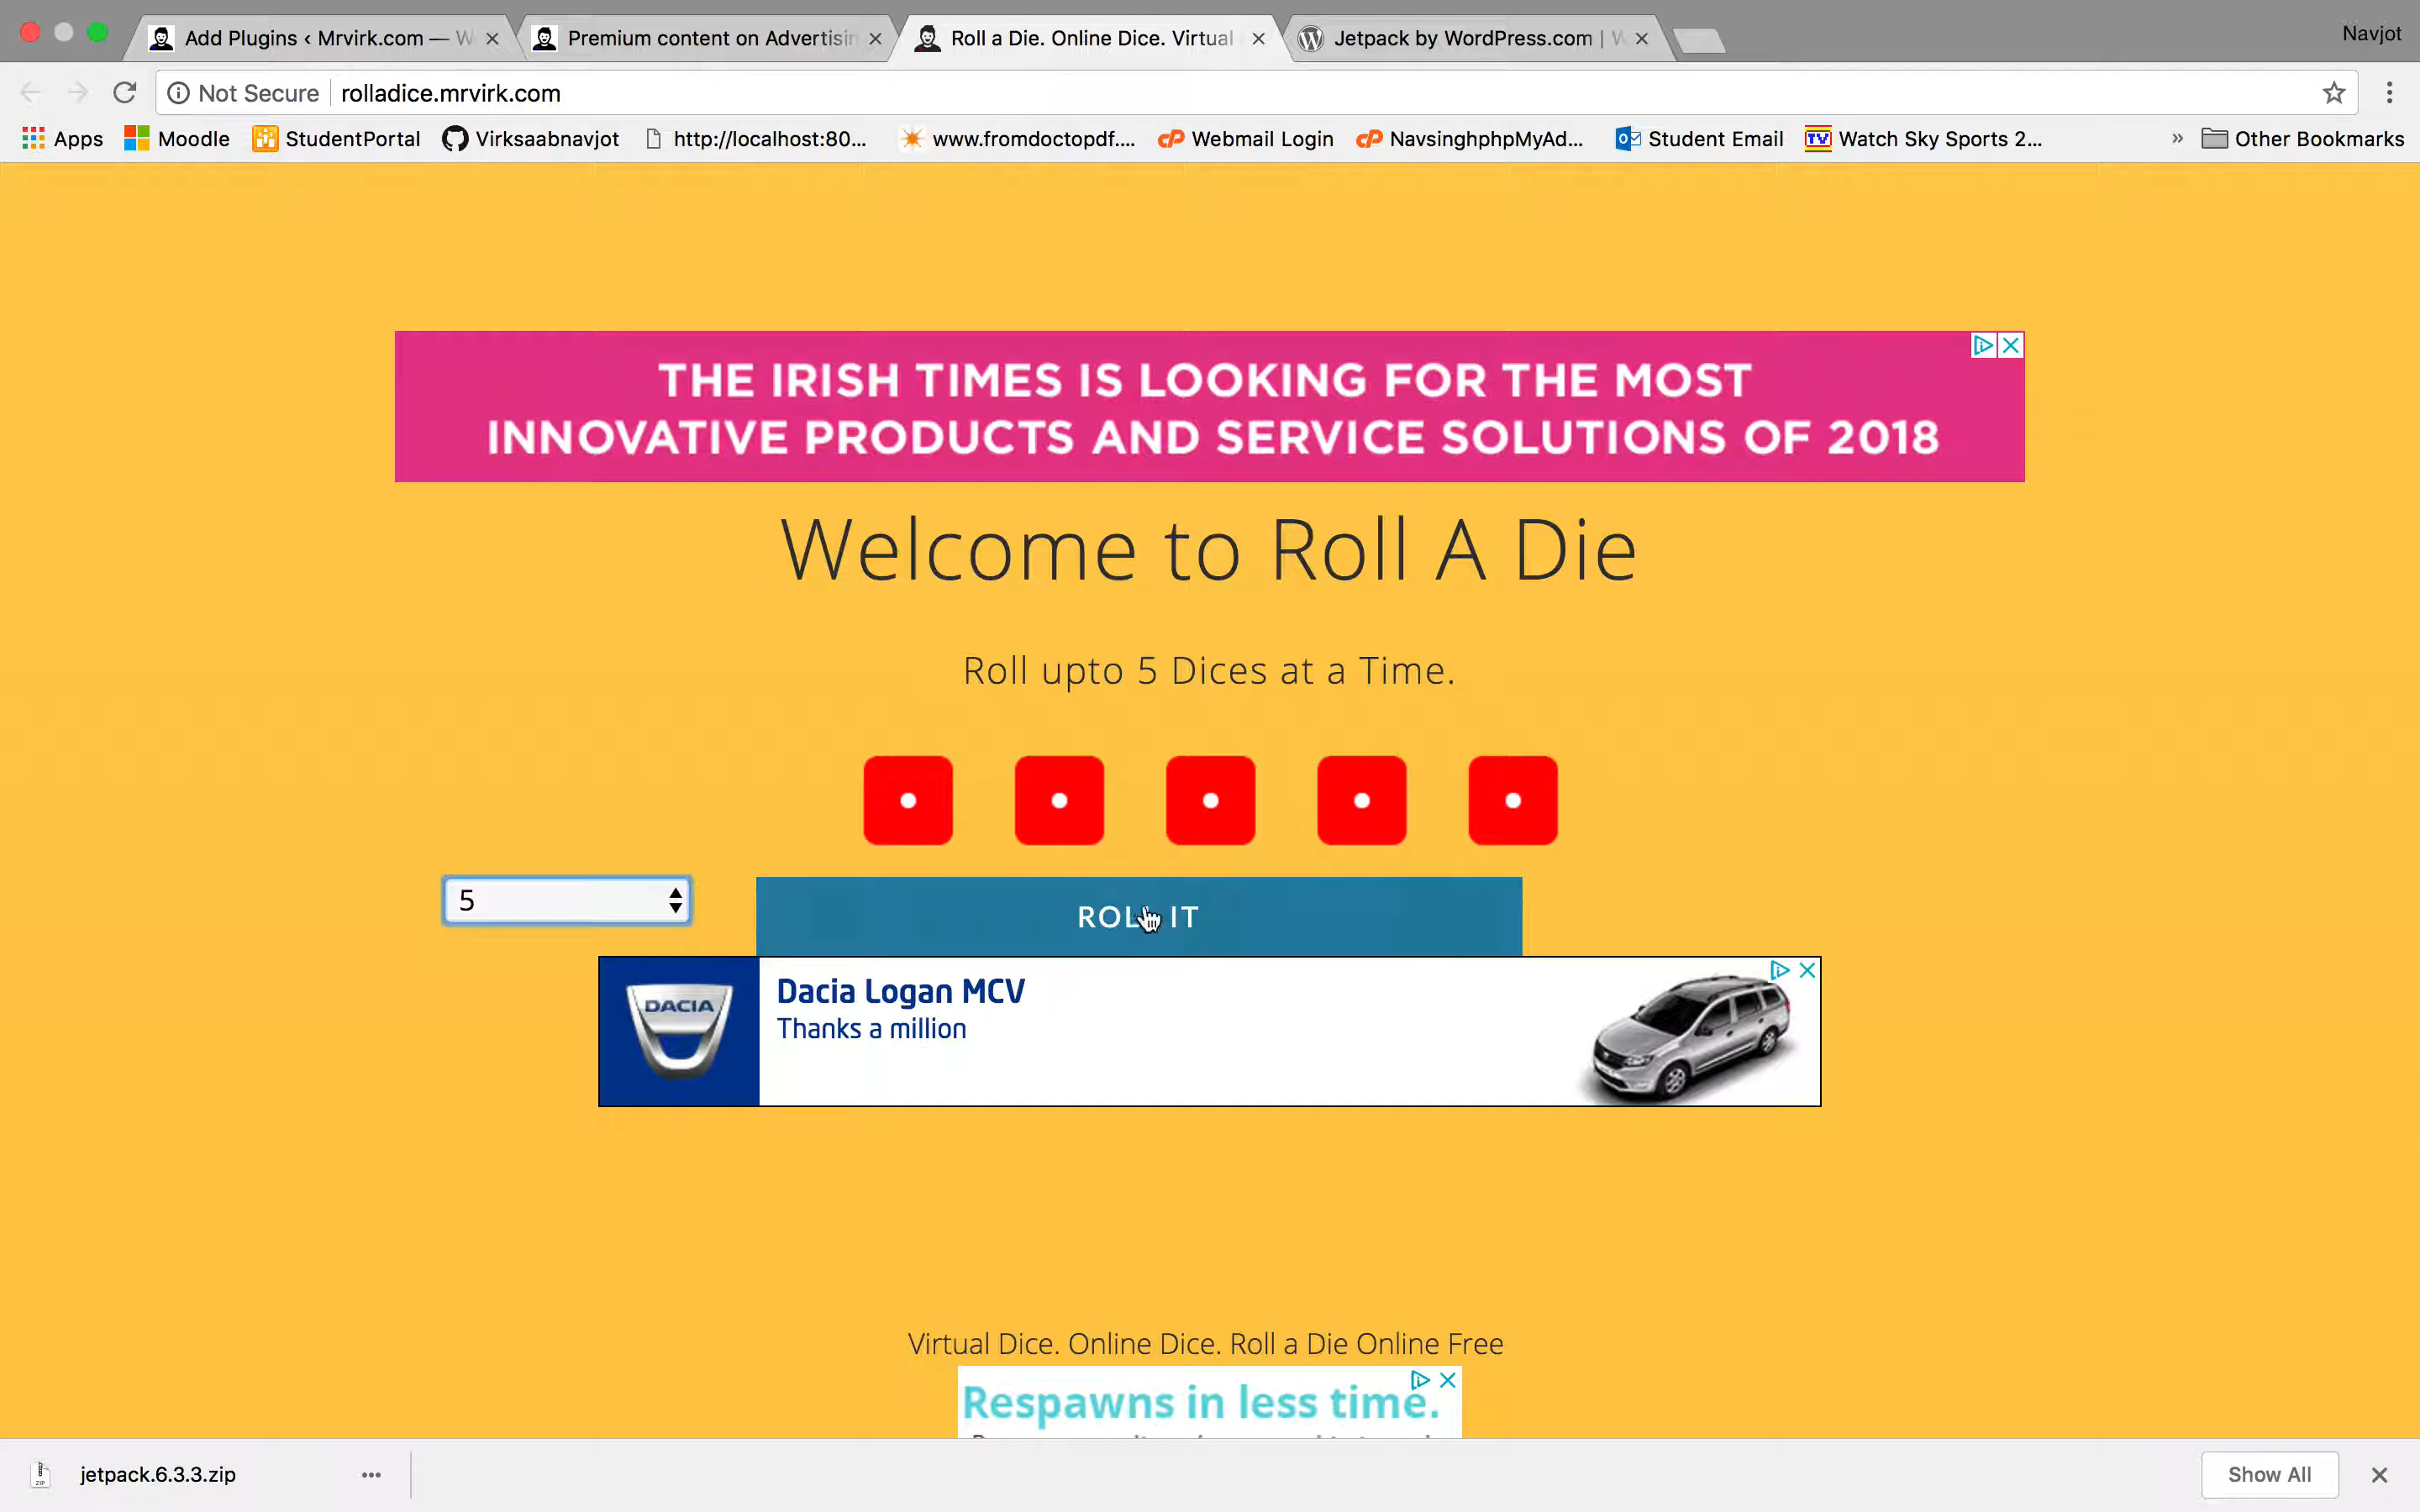 Add Plugins ‹ Mrvirk.com — W
Premium content on Advertisin
Roll a Die. Online Dice. Virtual
Jetpack by WordPress.com | W
Navjot
Not Secure
rolladice.mrvirk.com
Apps
Moodle
StudentPortal
Virksaabnavjot
http://localhost:80...
www.fromdoctopdf....
cP Webmail Login
cP NavsinghphpMyAd...
Student Email
TV Watch Sky Sports 2...
» Other Bookmarks
THE IRISH TIMES IS LOOKING FOR THE MOST
INNOVATIVE PRODUCTS AND SERVICE SOLUTIONS OF 2018
Welcome to Roll A Die
Roll upto 5 Dices at a Time.
5
ROLL IT
DACIA
Dacia Logan MCV
Thanks a million
Virtual Dice. Online Dice. Roll a Die Online Free
Respawns in less time.
ZIP
jetpack.6.3.3.zip
Show All